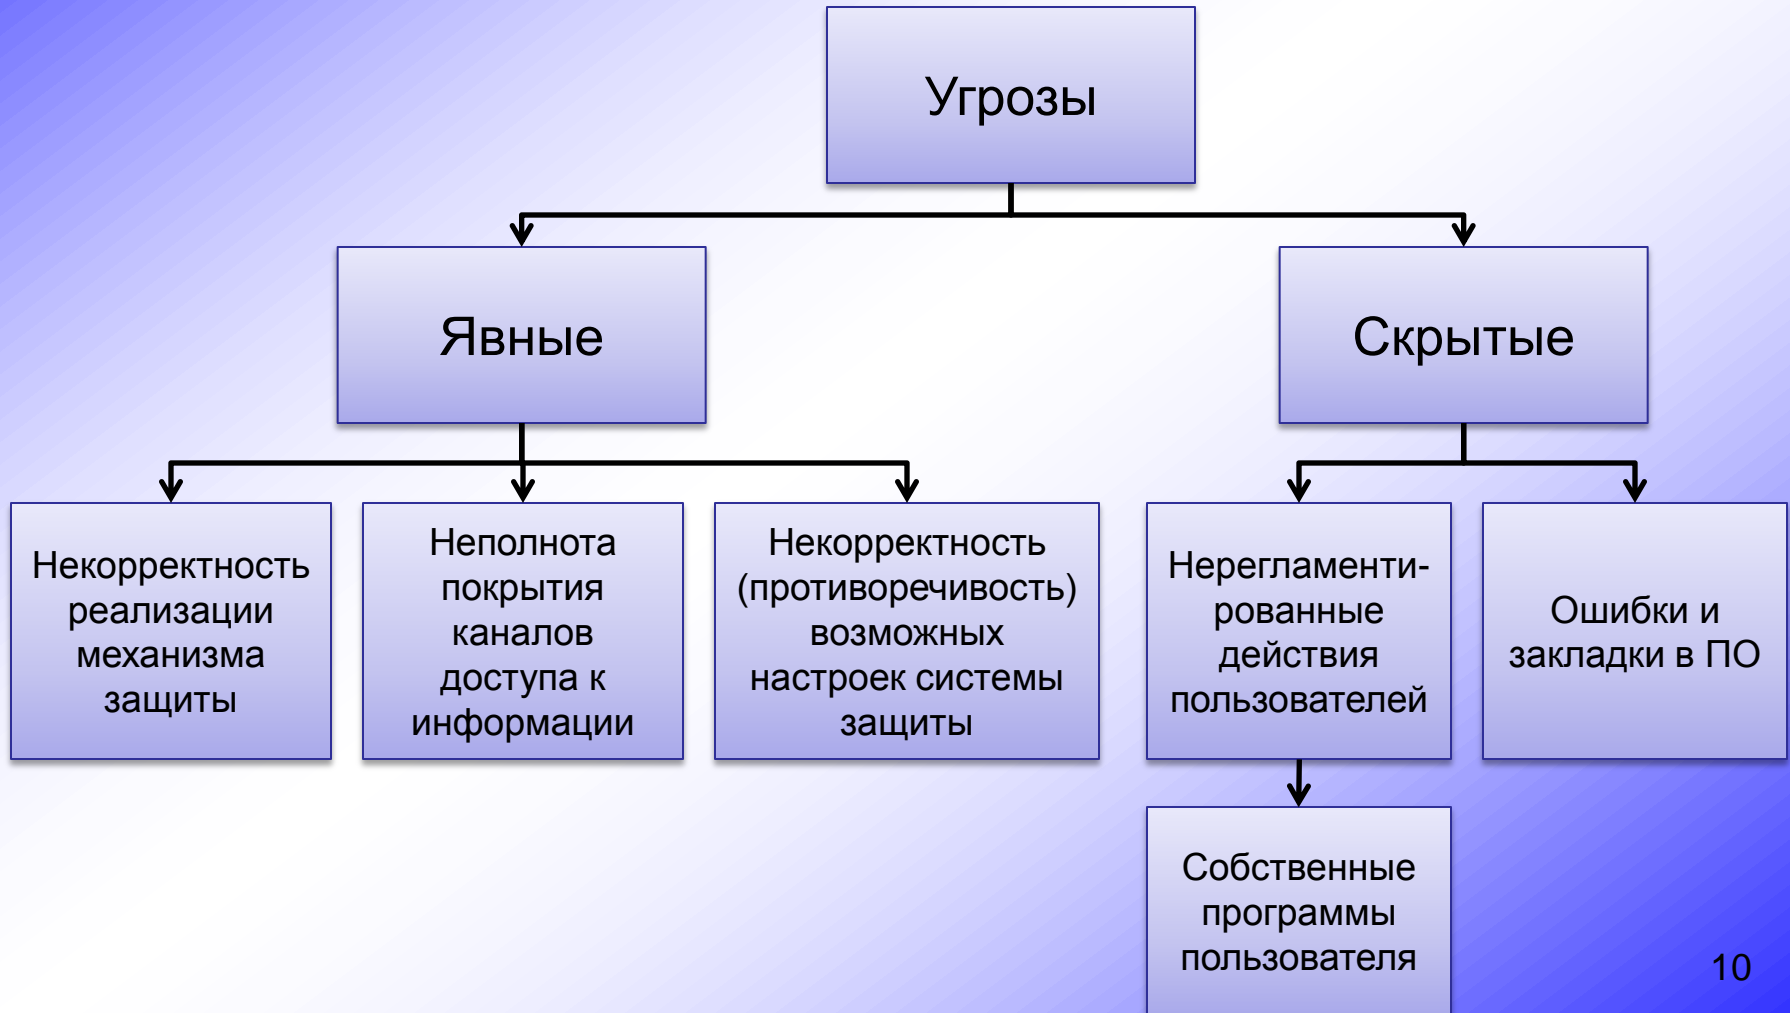 Угрозы
Явные
Скрытые
Некорректность
реализации
механизма
защиты
Неполнота
покрытия
каналов
доступа к
информации
Некорректность
(противоречивость)
возможных
настроек системы
защиты
Нерегламенти-
рованные
действия
пользователей
Ошибки и
закладки в ПО
Собственные
программы
пользователя
10